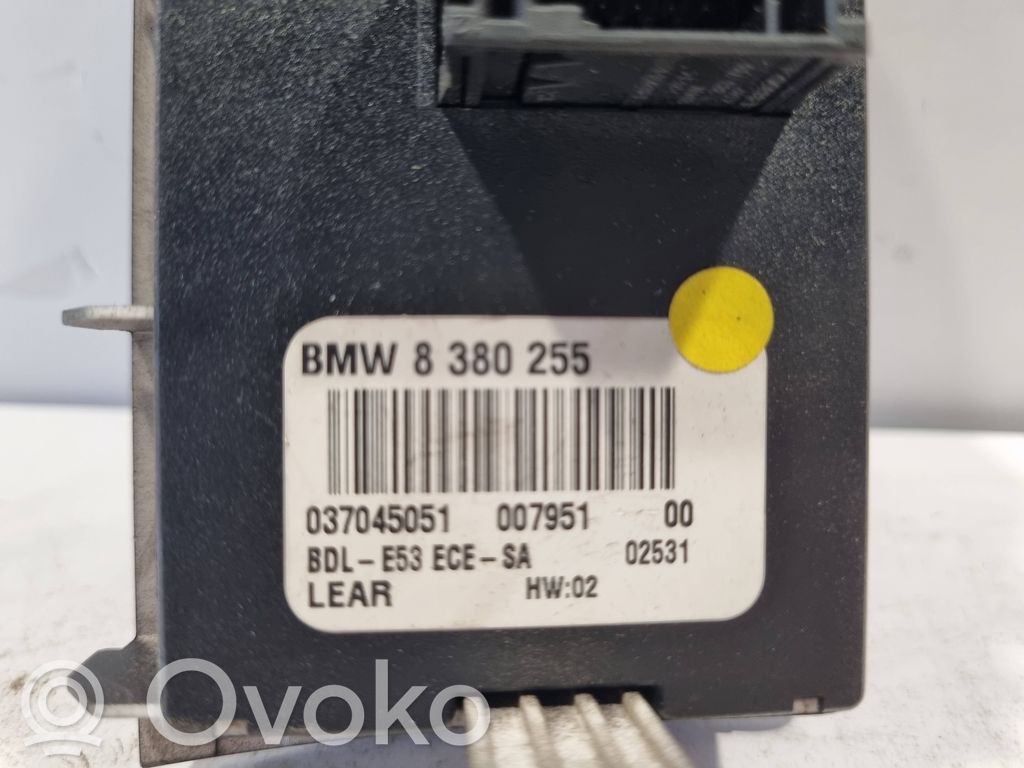 BMW 8 380 255
037045051 007951 00
BDL-E53 ECE-SA 02531
LEAR HW:02
Ovoko